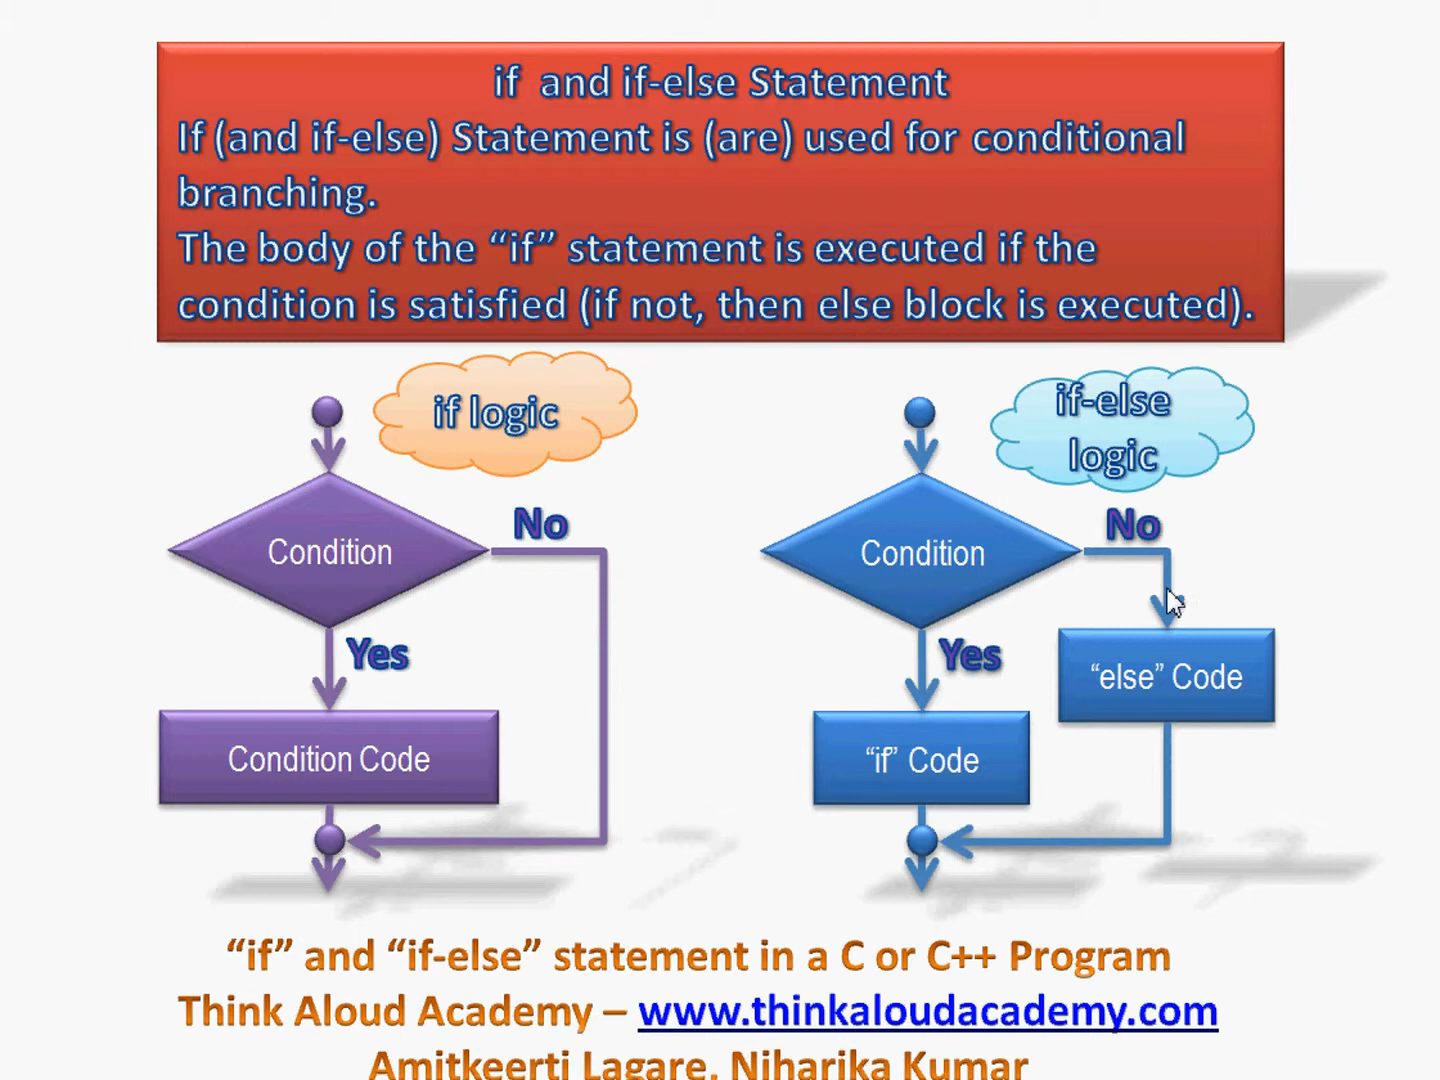 if and if-else Statement
If (and if-else) Statement is (are) used for conditional
branching.
The body of the “if” statement is executed if the
condition is satisfied (if not, then else block is executed).
if logic
if-else
logic
No
No
Condition
Condition
Yes
Yes
“else” Code
Condition Code
“if” Code
“if” and “if-else” statement in a C or C++ Program
Think Aloud Academy – www.thinkaloudacademy.com
Amitkeerti Lagare, Niharika Kumar